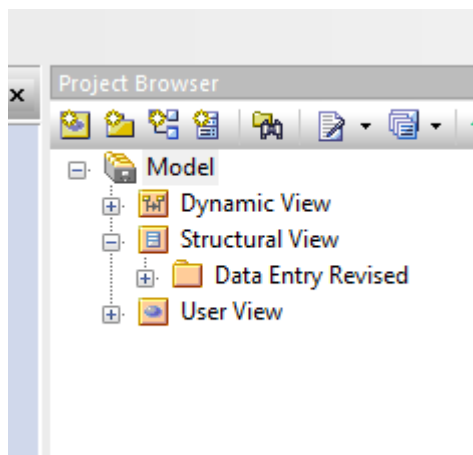 Project Browser
Model
Dynamic View
Structural View
Data Entry Revised
User View